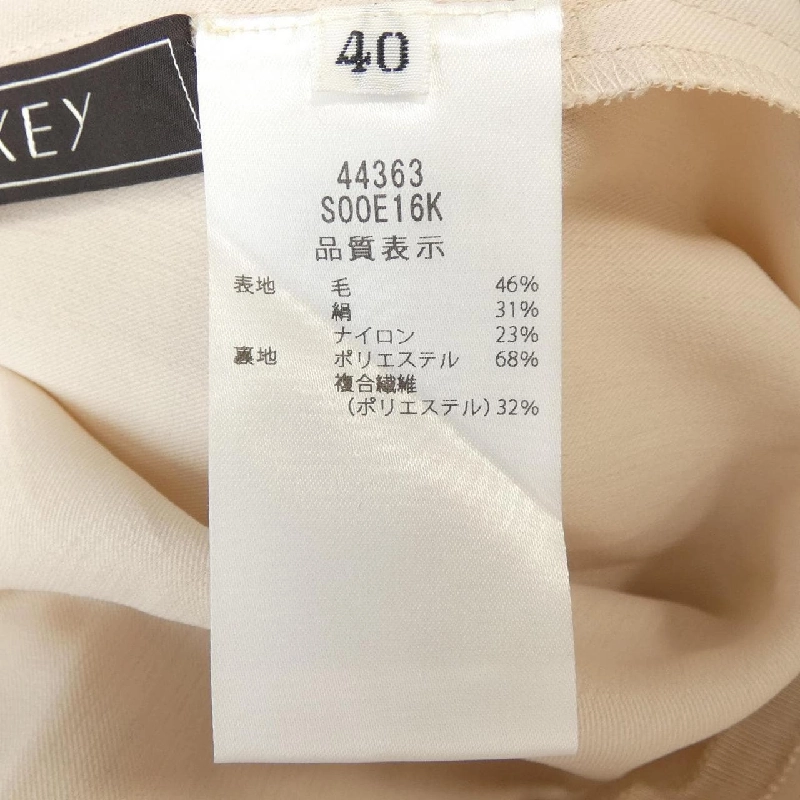 KEY
40
44363
S00E16K
品質表示
表地 毛 46%
絹 31%
ナイロン 23%
裏地 ポリエステル 68%
複合繊維
(ポリエステル) 32%